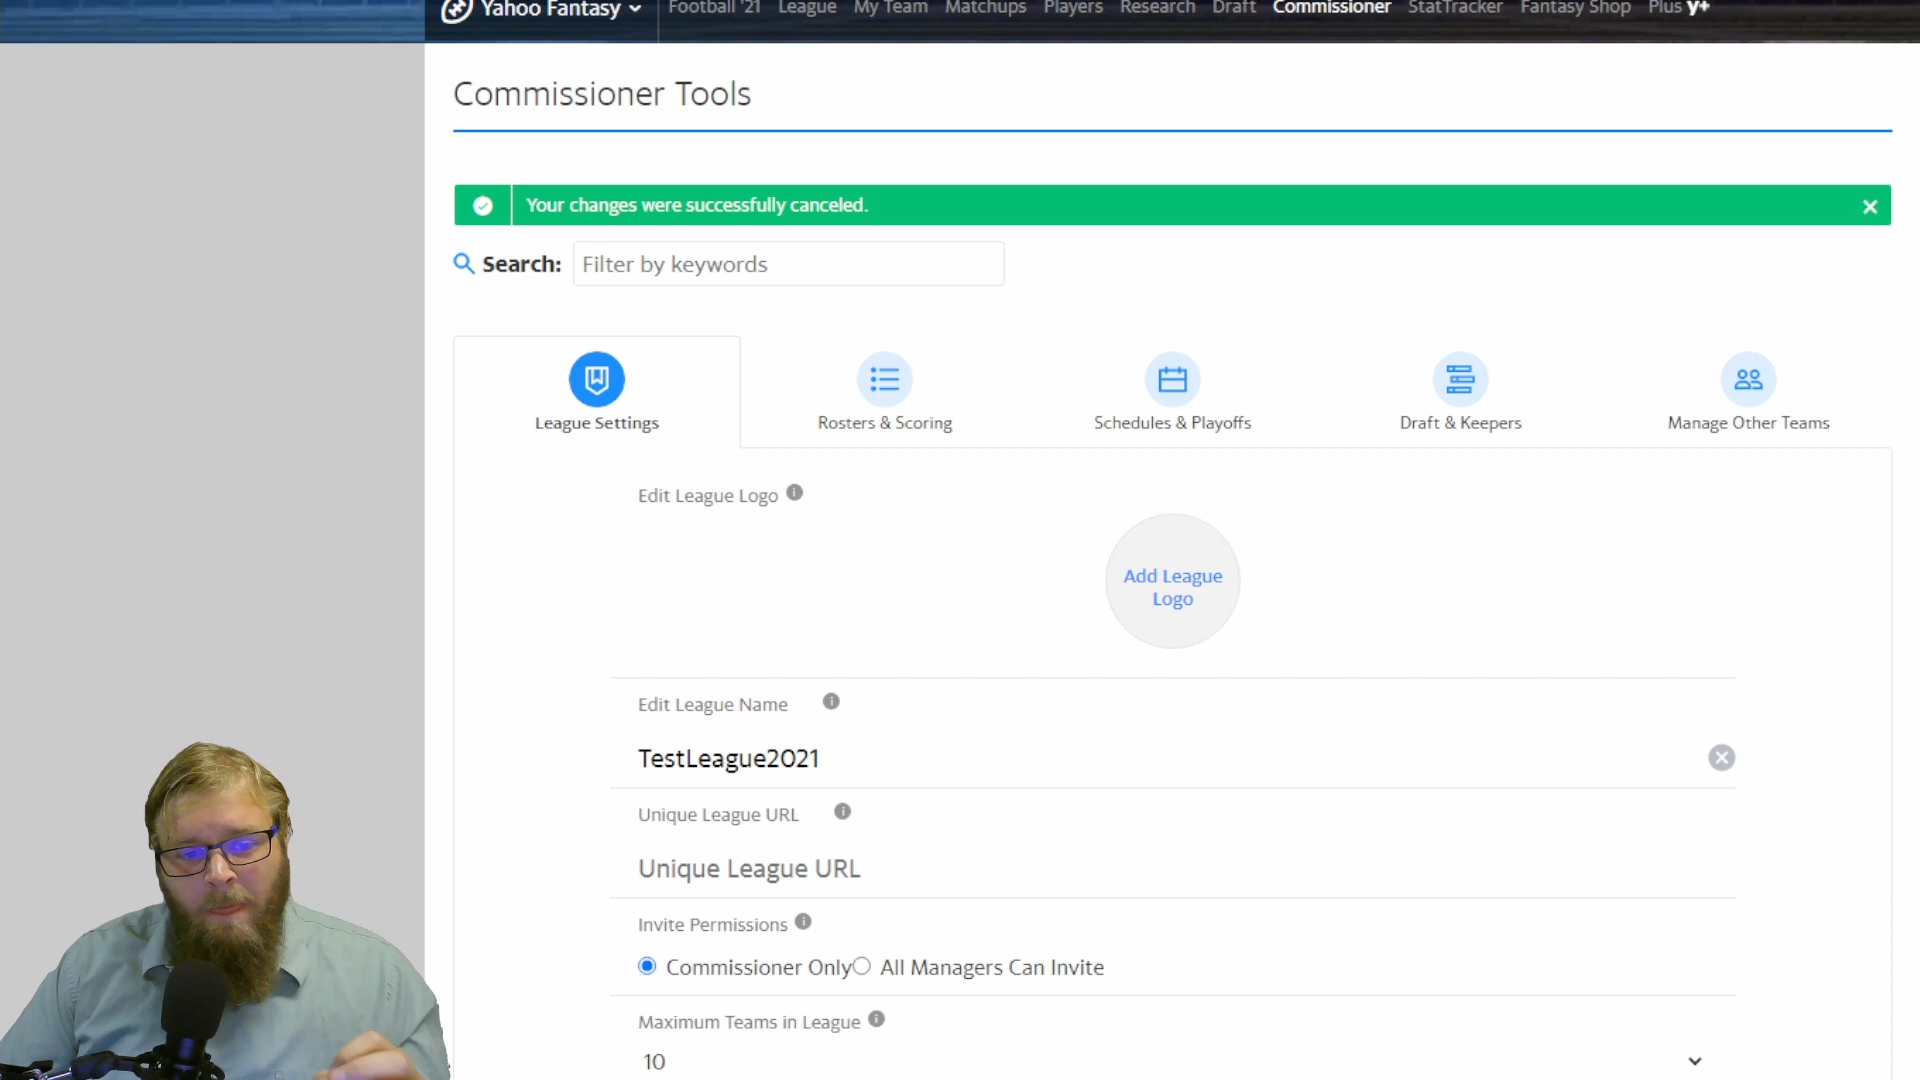 Yahoo Fantasy Football '21 League My Team Matchups Players Research Draft Commissioner StatTracker Fantasy Shop Plus y+
Commissioner Tools
Your changes were successfully canceled.
Search: Filter by keywords
League Settings Rosters & Scoring Schedules & Playoffs Draft & Keepers Manage Other Teams
Edit League Logo
Add League
Logo
Edit League Name
TestLeague2021
Unique League URL
Unique League URL
Invite Permissions
Commissioner Only All Managers Can Invite
Maximum Teams in League
10